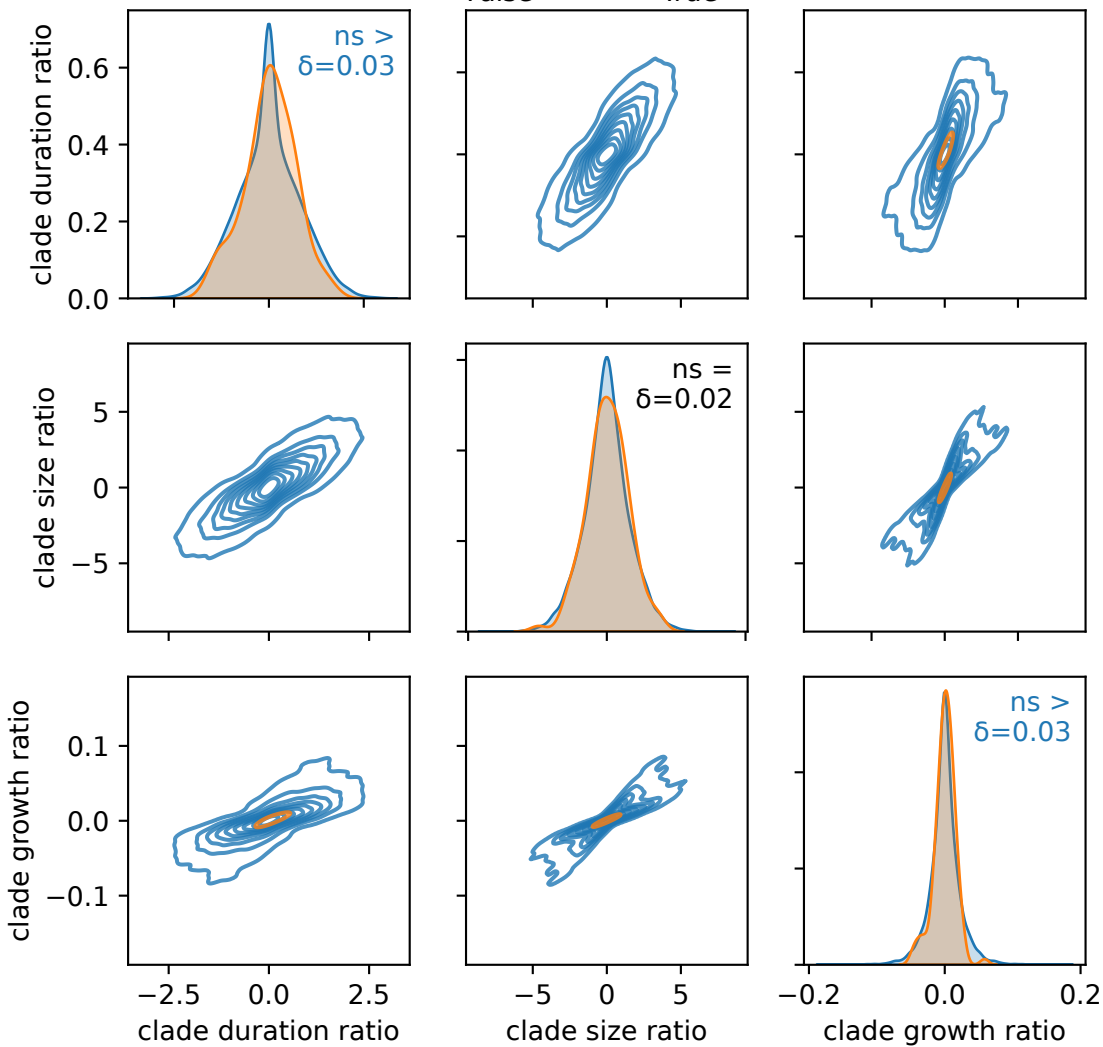 ns >
δ=0.03
clade duration ratio
0.6
0.4
0.2
0.0
clade size ratio
5
0
−5
ns =
δ=0.02
clade growth ratio
0.1
0.0
−0.1
ns >
δ=0.03
−2.5 0.0 2.5
−5 0 5
−0.2 0.0 0.2
clade duration ratio
clade size ratio
clade growth ratio